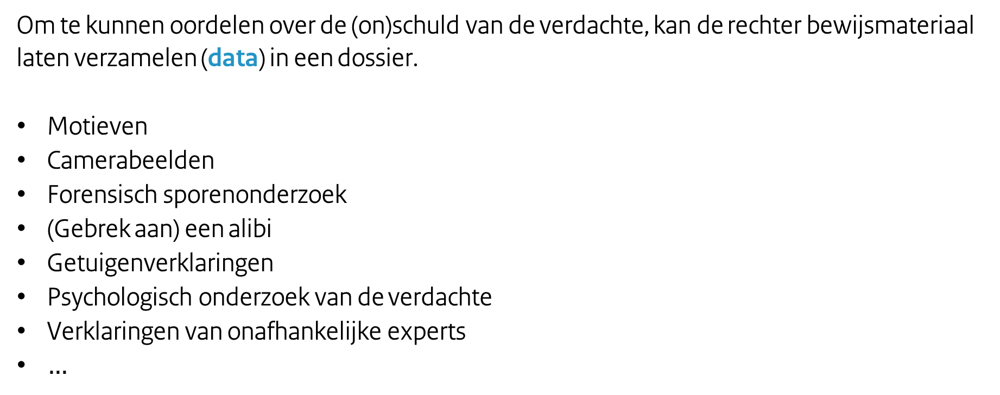 Om te kunnen oordelen over de (on)schuld van de verdachte, kan de rechter bewijsmateriaal
laten verzamelen (data) in een dossier.
• Motieven
• Camerabeelden
• Forensisch sporenonderzoek
• (Gebrek aan) een alibi
• Getuigenverklaringen
• Psychologisch onderzoek van de verdachte
• Verklaringen van onafhankelijke experts
• ...